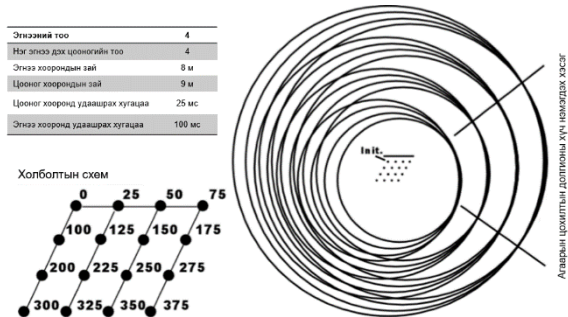 Эгнээний тоо 4
Нэг эгнээ дэх цооногийн тоо 4
Эгнээ хоорондын зай 8 м
Цооног хоорондын зай 9 м
Цооног хооронд удаашрах хугацаа 25 мс
Эгнээ хооронд удаашрах хугацаа 100 мс
Холболтын схем
0 25 50 75
100 125 150 175
200 225 250 275
300 325 350 375
Init.
Агаарын цохилтын долгионы хүч нэмэгдэх хэсэг